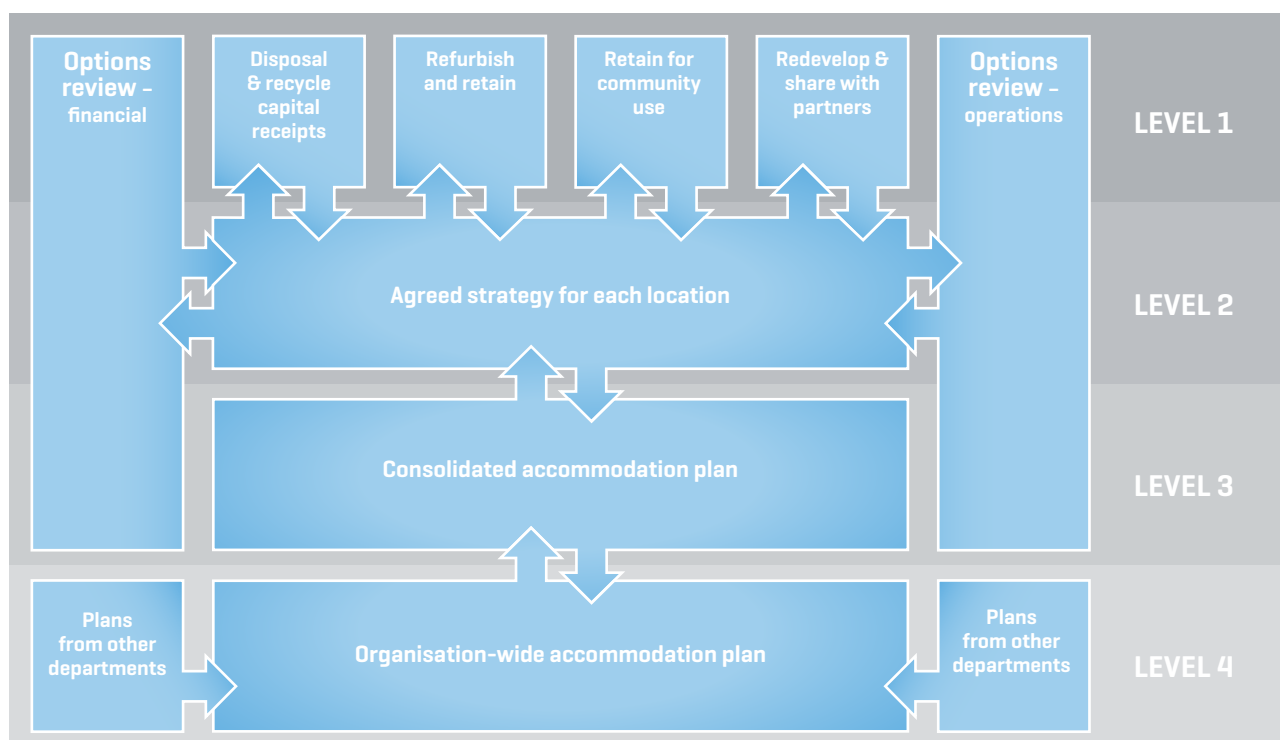 Options
review –
financial
Disposal
& recycle
capital
receipts
Refurbish
and retain
Retain for
community
use
Redevelop &
share with
partners
Options
review –
operations
LEVEL 1
Agreed strategy for each location
LEVEL 2
Consolidated accommodation plan
LEVEL 3
Plans
from other
departments
Organisation-wide accommodation plan
Plans
from other
departments
LEVEL 4